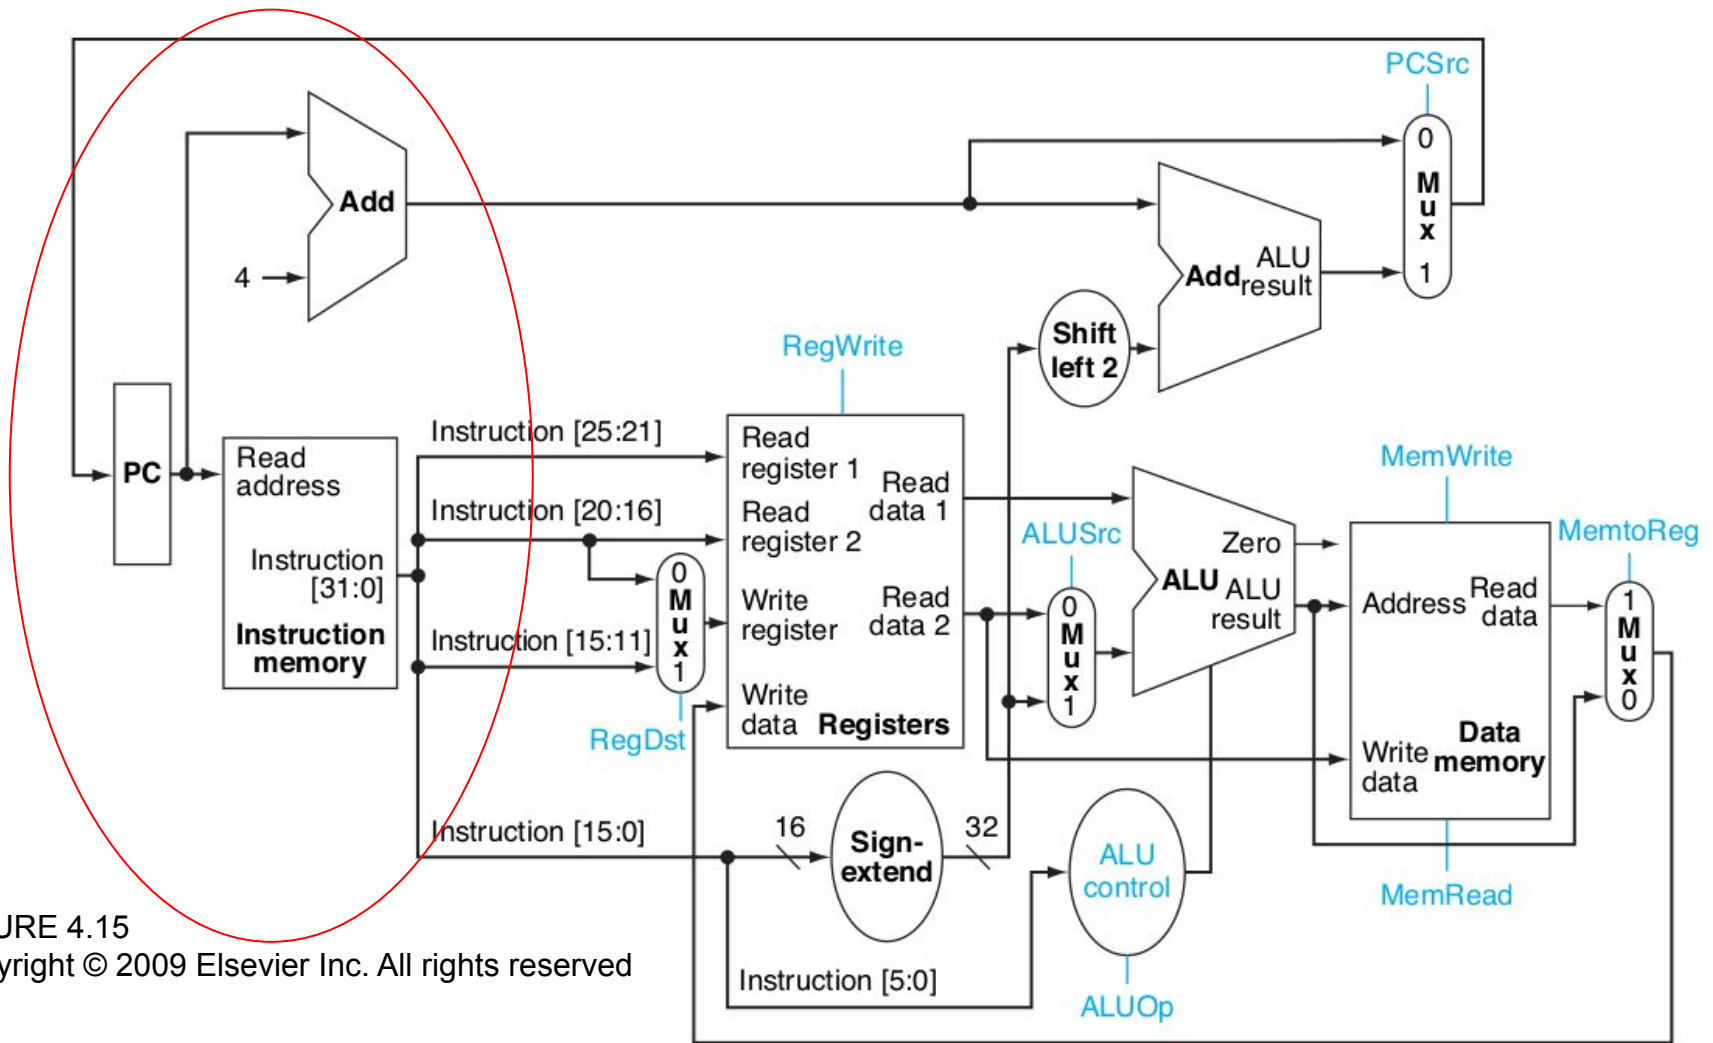 PCSrc
0
Mux
1
Add
4
Add
ALU
result
Shift
left 2
RegWrite
PC
Read
address
Instruction
[31:0]
Instruction
memory
Instruction [25:21]
Instruction [20:16]
Instruction [15:11]
Instruction [15:0]
Instruction [5:0]
0
Mux
1
RegDst
Read
register 1
Read
register 2
Write
register
Write
data
Read
data 1
Read
data 2
Registers
16
Sign-
extend
32
ALUSrc
0
Mux
1
ALU
Zero
ALU
result
ALU
control
ALUOp
MemWrite
Address
Read
data
Write
data
Data
memory
MemRead
MemtoReg
1
Mux
0
URE 4.15
yright © 2009 Elsevier Inc. All rights reserved